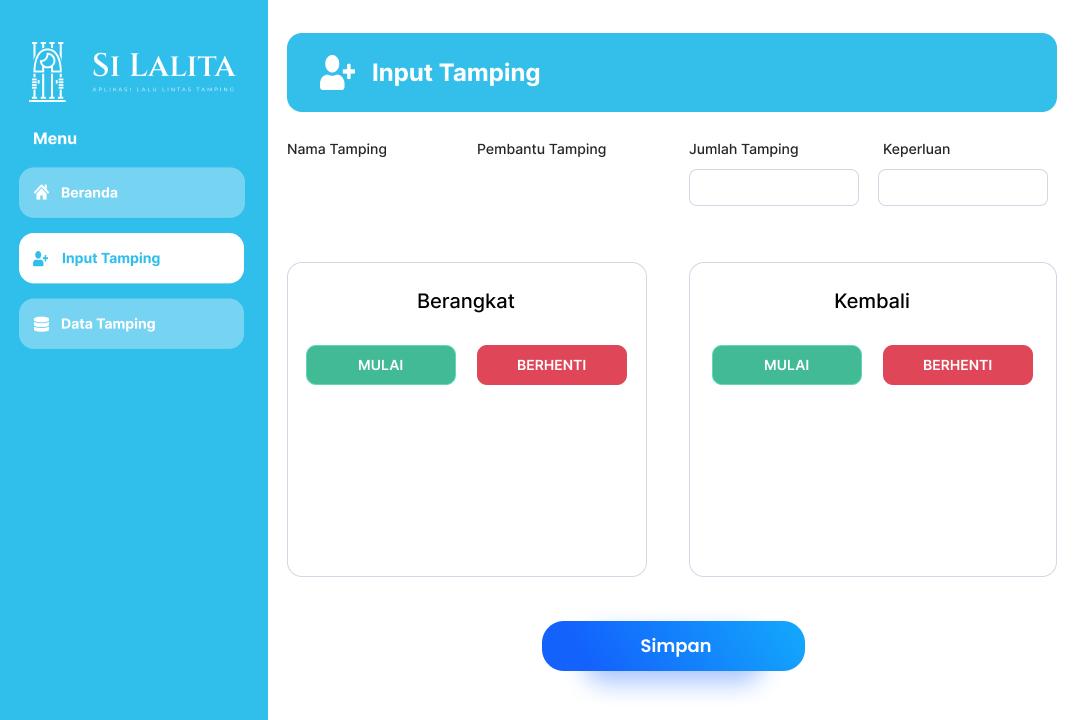 SI LALITA
APLIKASI LALU LINTAS TAMPING
Menu
Beranda
Input Tamping
Data Tamping
Input Tamping
Nama Tamping
Pembantu Tamping
Jumlah Tamping
Keperluan
Berangkat
MULAI
BERHENTI
Kembali
MULAI
BERHENTI
Simpan